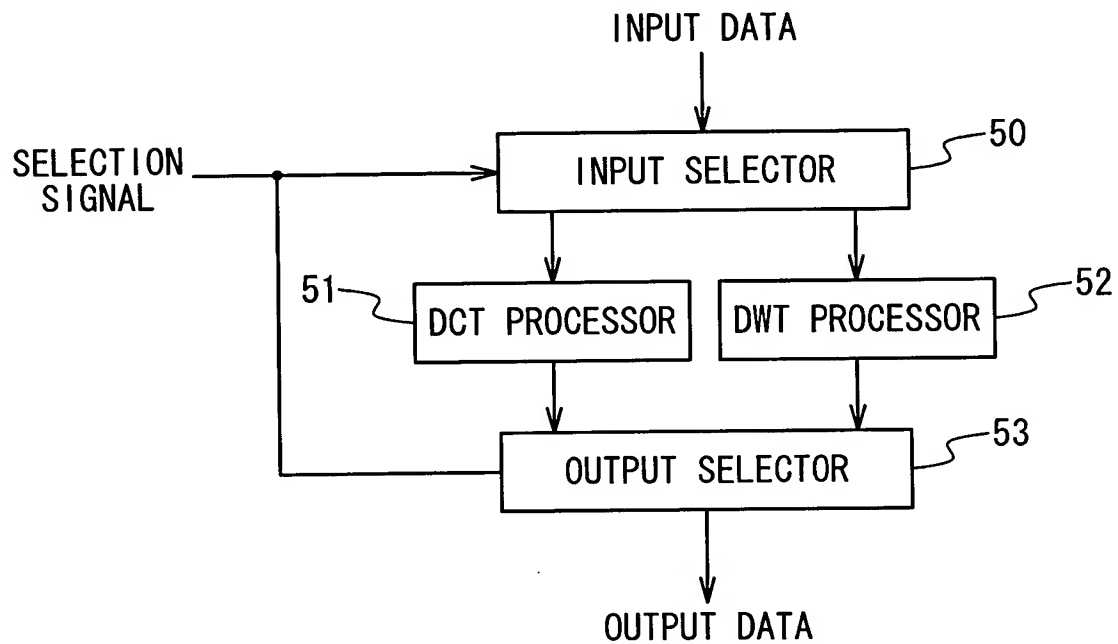 INPUT DATA
50
SELECTION
SIGNAL
INPUT SELECTOR
51
52
DCT PROCESSOR
DWT PROCESSOR
53
OUTPUT SELECTOR
OUTPUT DATA